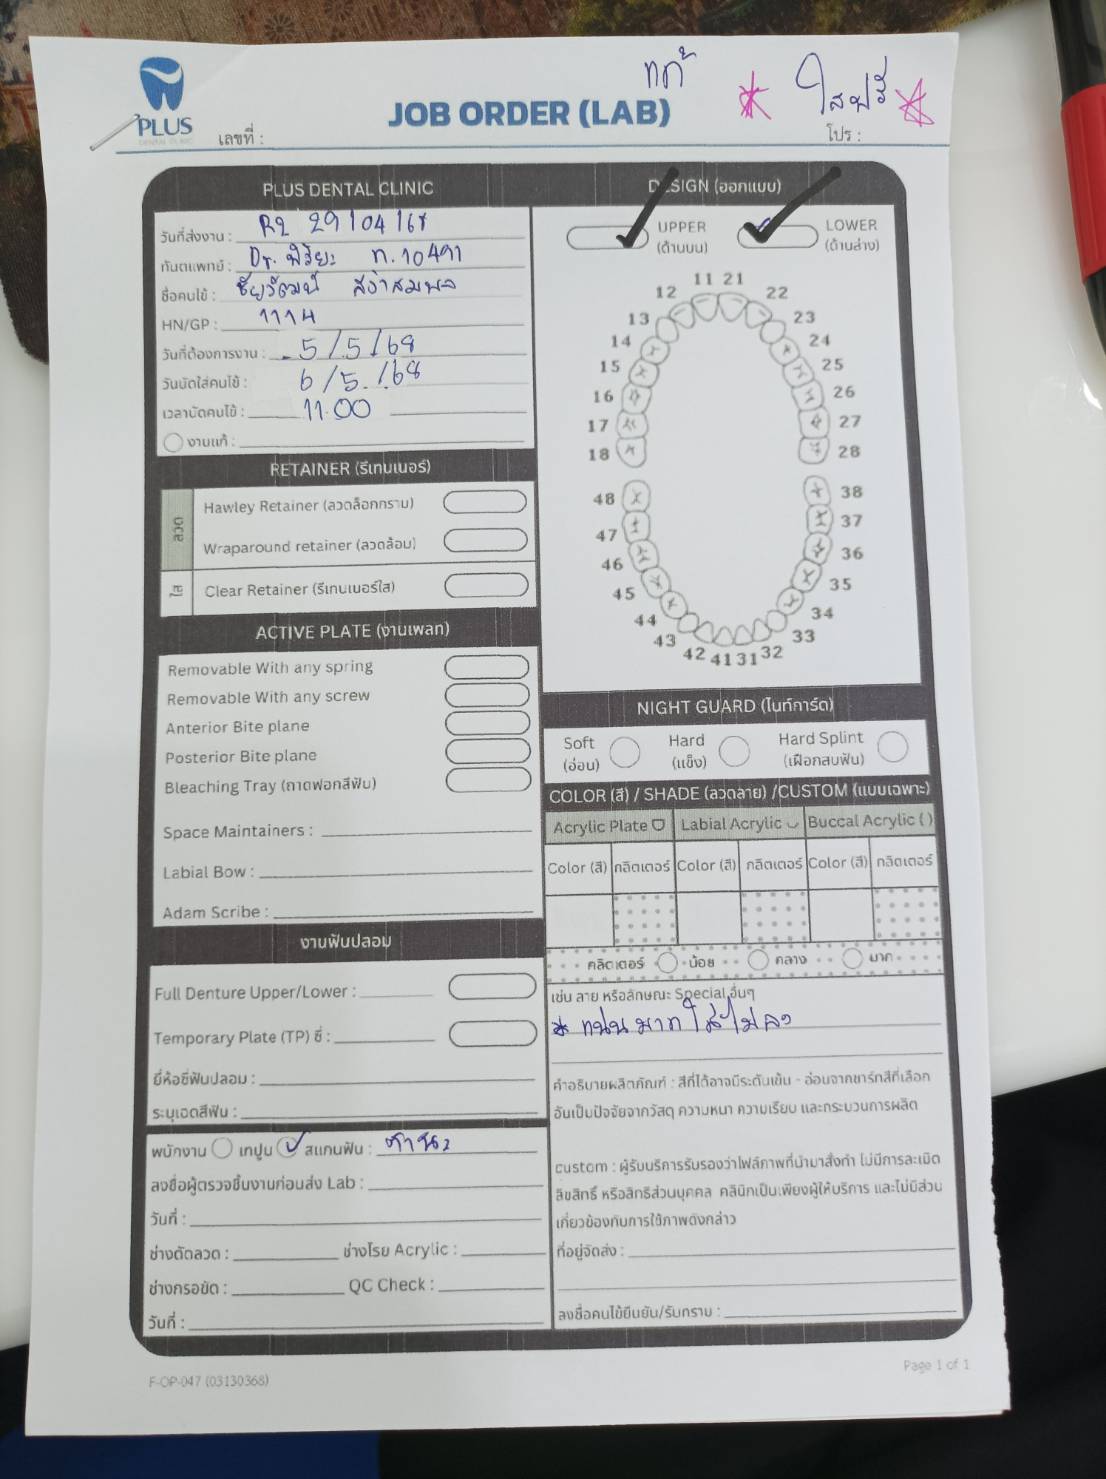 แก้
* ใสฟรี *
PLUS
DENTAL CLINIC
JOB ORDER (LAB)
เลขที่ :
โปร :
PLUS DENTAL CLINIC
วันที่ส่งงาน : R2 29/04/68
ทันตแพทย์ : Dr. พิริยะ ท.10491
ชื่อคนไข้ : ชัยวัฒน์
HN/GP : 1114
วันที่ต้องการงาน : 5/5/68
วันนัดใส่คนไข้ : 6/5/68
เวลานัดคนไข้ : 11.00
งานแก้ :
RETAINER (รีเทนเนอร์)
ลวด
Hawley Retainer (ลวดล็อกกราม)
Wraparound retainer (ลวดล้อม)
ใส
Clear Retainer (รีเทนเนอร์ใส)
ACTIVE PLATE (งานเพลท)
Removable With any spring
Removable With any screw
Anterior Bite plane
Posterior Bite plane
Bleaching Tray (ถาดฟอกสีฟัน)
Space Maintainers :
Labial Bow :
Adam Scribe :
งานฟันปลอม
Full Denture Upper/Lower :
Temporary Plate (TP) ซี่ :
ยี่ห้อซี่ฟันปลอม :
ระบุเฉดสีฟัน :
พนักงาน เทปูน สแกนฟัน :
ลงชื่อผู้ตรวจชิ้นงานก่อนส่ง Lab :
วันที่ :
ช่างดัดลวด : ช่างโรย Acrylic :
ช่างกรอขัด : QC Check :
วันที่ :
DESIGN (ออกแบบ)
UPPER
(ด้านบน)
LOWER
(ด้านล่าง)
11 21
12 22
13 23
14 24
15 25
16 26
17 27
18 28
48 38
47 37
46 36
45 35
44 34
43 33
42 41 31 32
NIGHT GUARD (ไนท์การ์ด)
Soft
(อ่อน)
Hard
(แข็ง)
Hard Splint
(เฝือกสบฟัน)
COLOR (สี) / SHADE (ลวดลาย) /CUSTOM (แบบเฉพาะ)
Acrylic Plate Labial Acrylic Buccal Acrylic ( )
Color (สี) กลิตเตอร์ Color (สี) กลิตเตอร์ Color (สี) กลิตเตอร์
กลิตเตอร์ น้อย กลาง มาก
เช่น ลาย หรือลักษณะ Special อื่นๆ
* แน่นมาก ใส่ไม่ลง
คำอธิบายผลิตภัณฑ์ : สีที่ได้อาจมีระดับเข้ม - อ่อนจากชาร์ทสีที่เลือก
อันเป็นปัจจัยจากวัสดุ ความหนา ความเรียบ และกระบวนการผลิต
custom : ผู้รับบริการรับรองว่าไฟล์ภาพที่นำมาสั่งทำ ไม่มีการละเมิด
ลิขสิทธิ์ หรือสิทธิส่วนบุคคล คลินิกเป็นเพียงผู้ให้บริการ และไม่มีส่วน
เกี่ยวข้องกับการใช้ภาพดังกล่าว
ที่อยู่จัดส่ง :
ลงชื่อคนไข้ยืนยัน/รับทราบ :
F-OP-047 (03130368)
Page 1 of 1